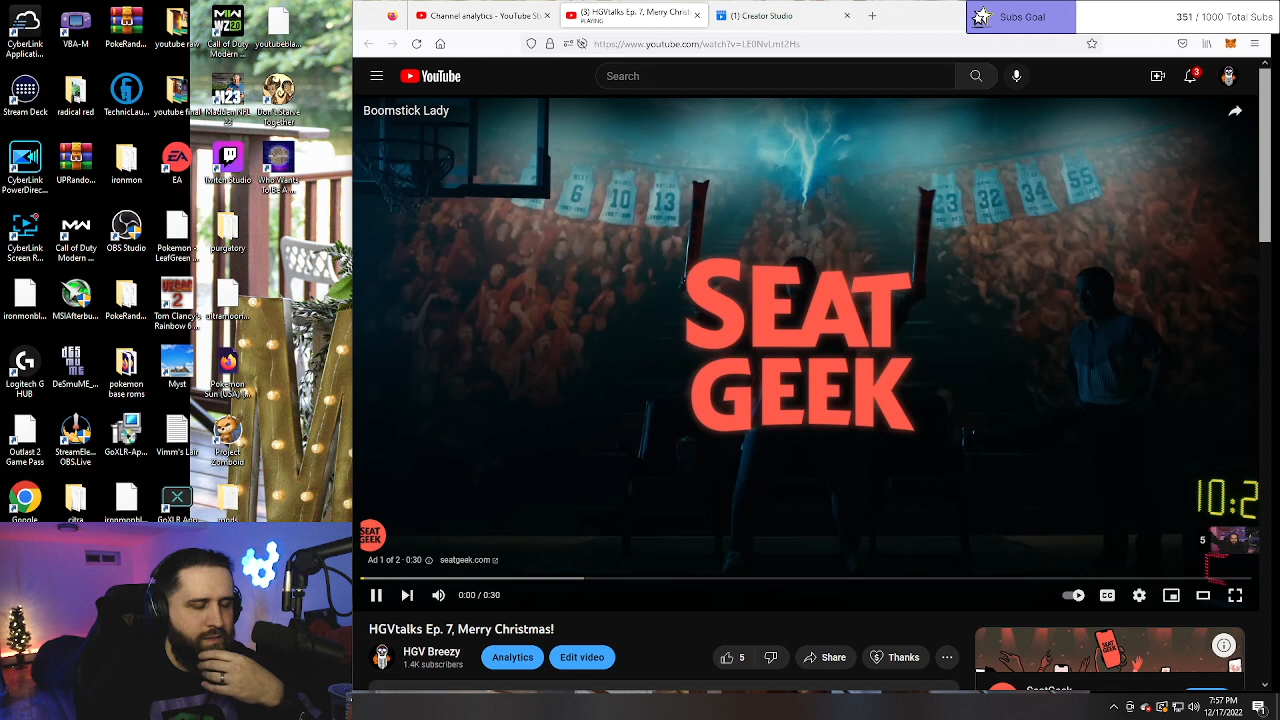 CyberLink
Applicati...
VBA-M
PokeRand...
youtube raw
Call of Duty
Modern ...
youtubebla...
Stream Deck
radical red
TechnicLau...
youtube final
Madden NFL
23
Don't Starve
Together
CyberLink
PowerDirec...
UPRando...
ironmon
EA
Twitch Studio
Who Wants
To Be A ...
CyberLink
Screen R...
Call of Duty
Modern ...
OBS Studio
Pokemon -
LeafGreen ...
purgatory
ironmonbl...
MSIAfterbu...
PokeRand...
Tom Clancy's
Rainbow 6 ...
ultramoon...
Logitech G
HUB
DeSmuME_...
pokemon
base roms
Myst
Pokemon
Sun (USA) (...
Outlast 2
Game Pass
StreamEle...
OBS.Live
GoXLR-Ap...
Vimm's Lair
Project
Zomboid
Google
citra
ironmonbl...
GoXLR App
mods
Channel analytics - YouTube St
(3) HGVtalks Ep. 7, Merry Christ
PLAYING
(1) Creator Studio
Subs Goal
351 / 1000 Total Subs
https://www.youtube.com/watch?v=LE0NvLmt2Hs
YouTube
Search
3
Boomstick Lady
6
10
13
23
32
34
SEAT
GEEK
10:2
5
SEAT
GEEK
Ad 1 of 2 · 0:30
seatgeek.com
0:00 / 0:30
CC
HGVtalks Ep. 7, Merry Christmas!
HGV Breezy
1.4K subscribers
Analytics
Edit video
5
Share
Thanks
7:57 PM
12/17/2022